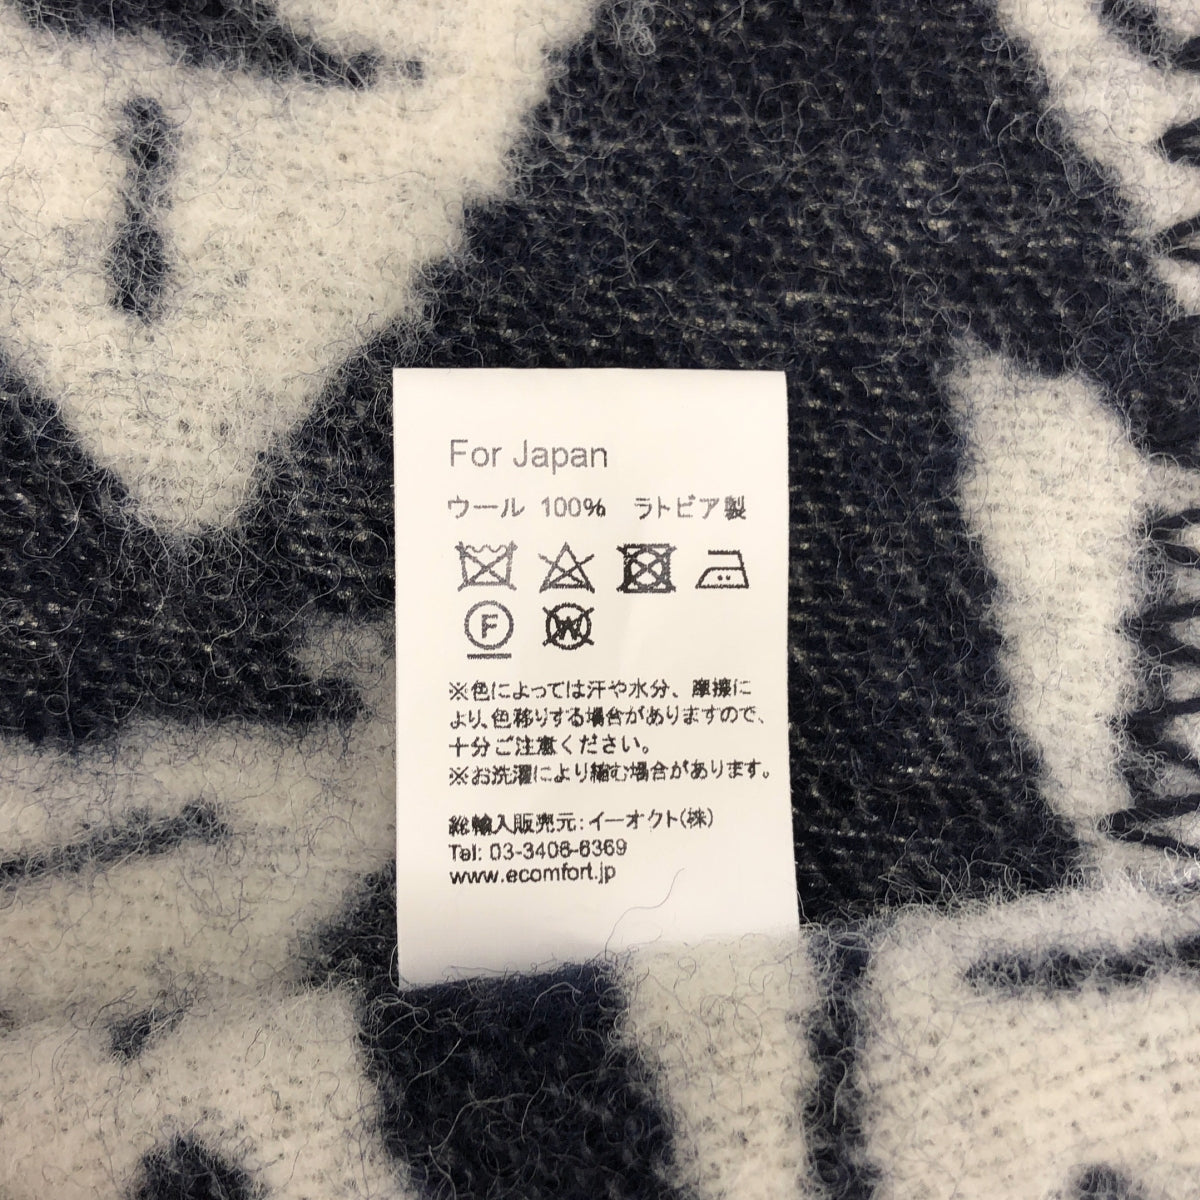 For Japan
ウール 100% ラトビア製
F
W
※色によっては汗や水分、摩擦に
より、色移りする場合がありますので、
十分ご注意ください。
※お洗濯により縮む場合があります。
総輸入販売元:イーオクト(株)
Tel: 03-3406-6369
www.ecomfort.jp